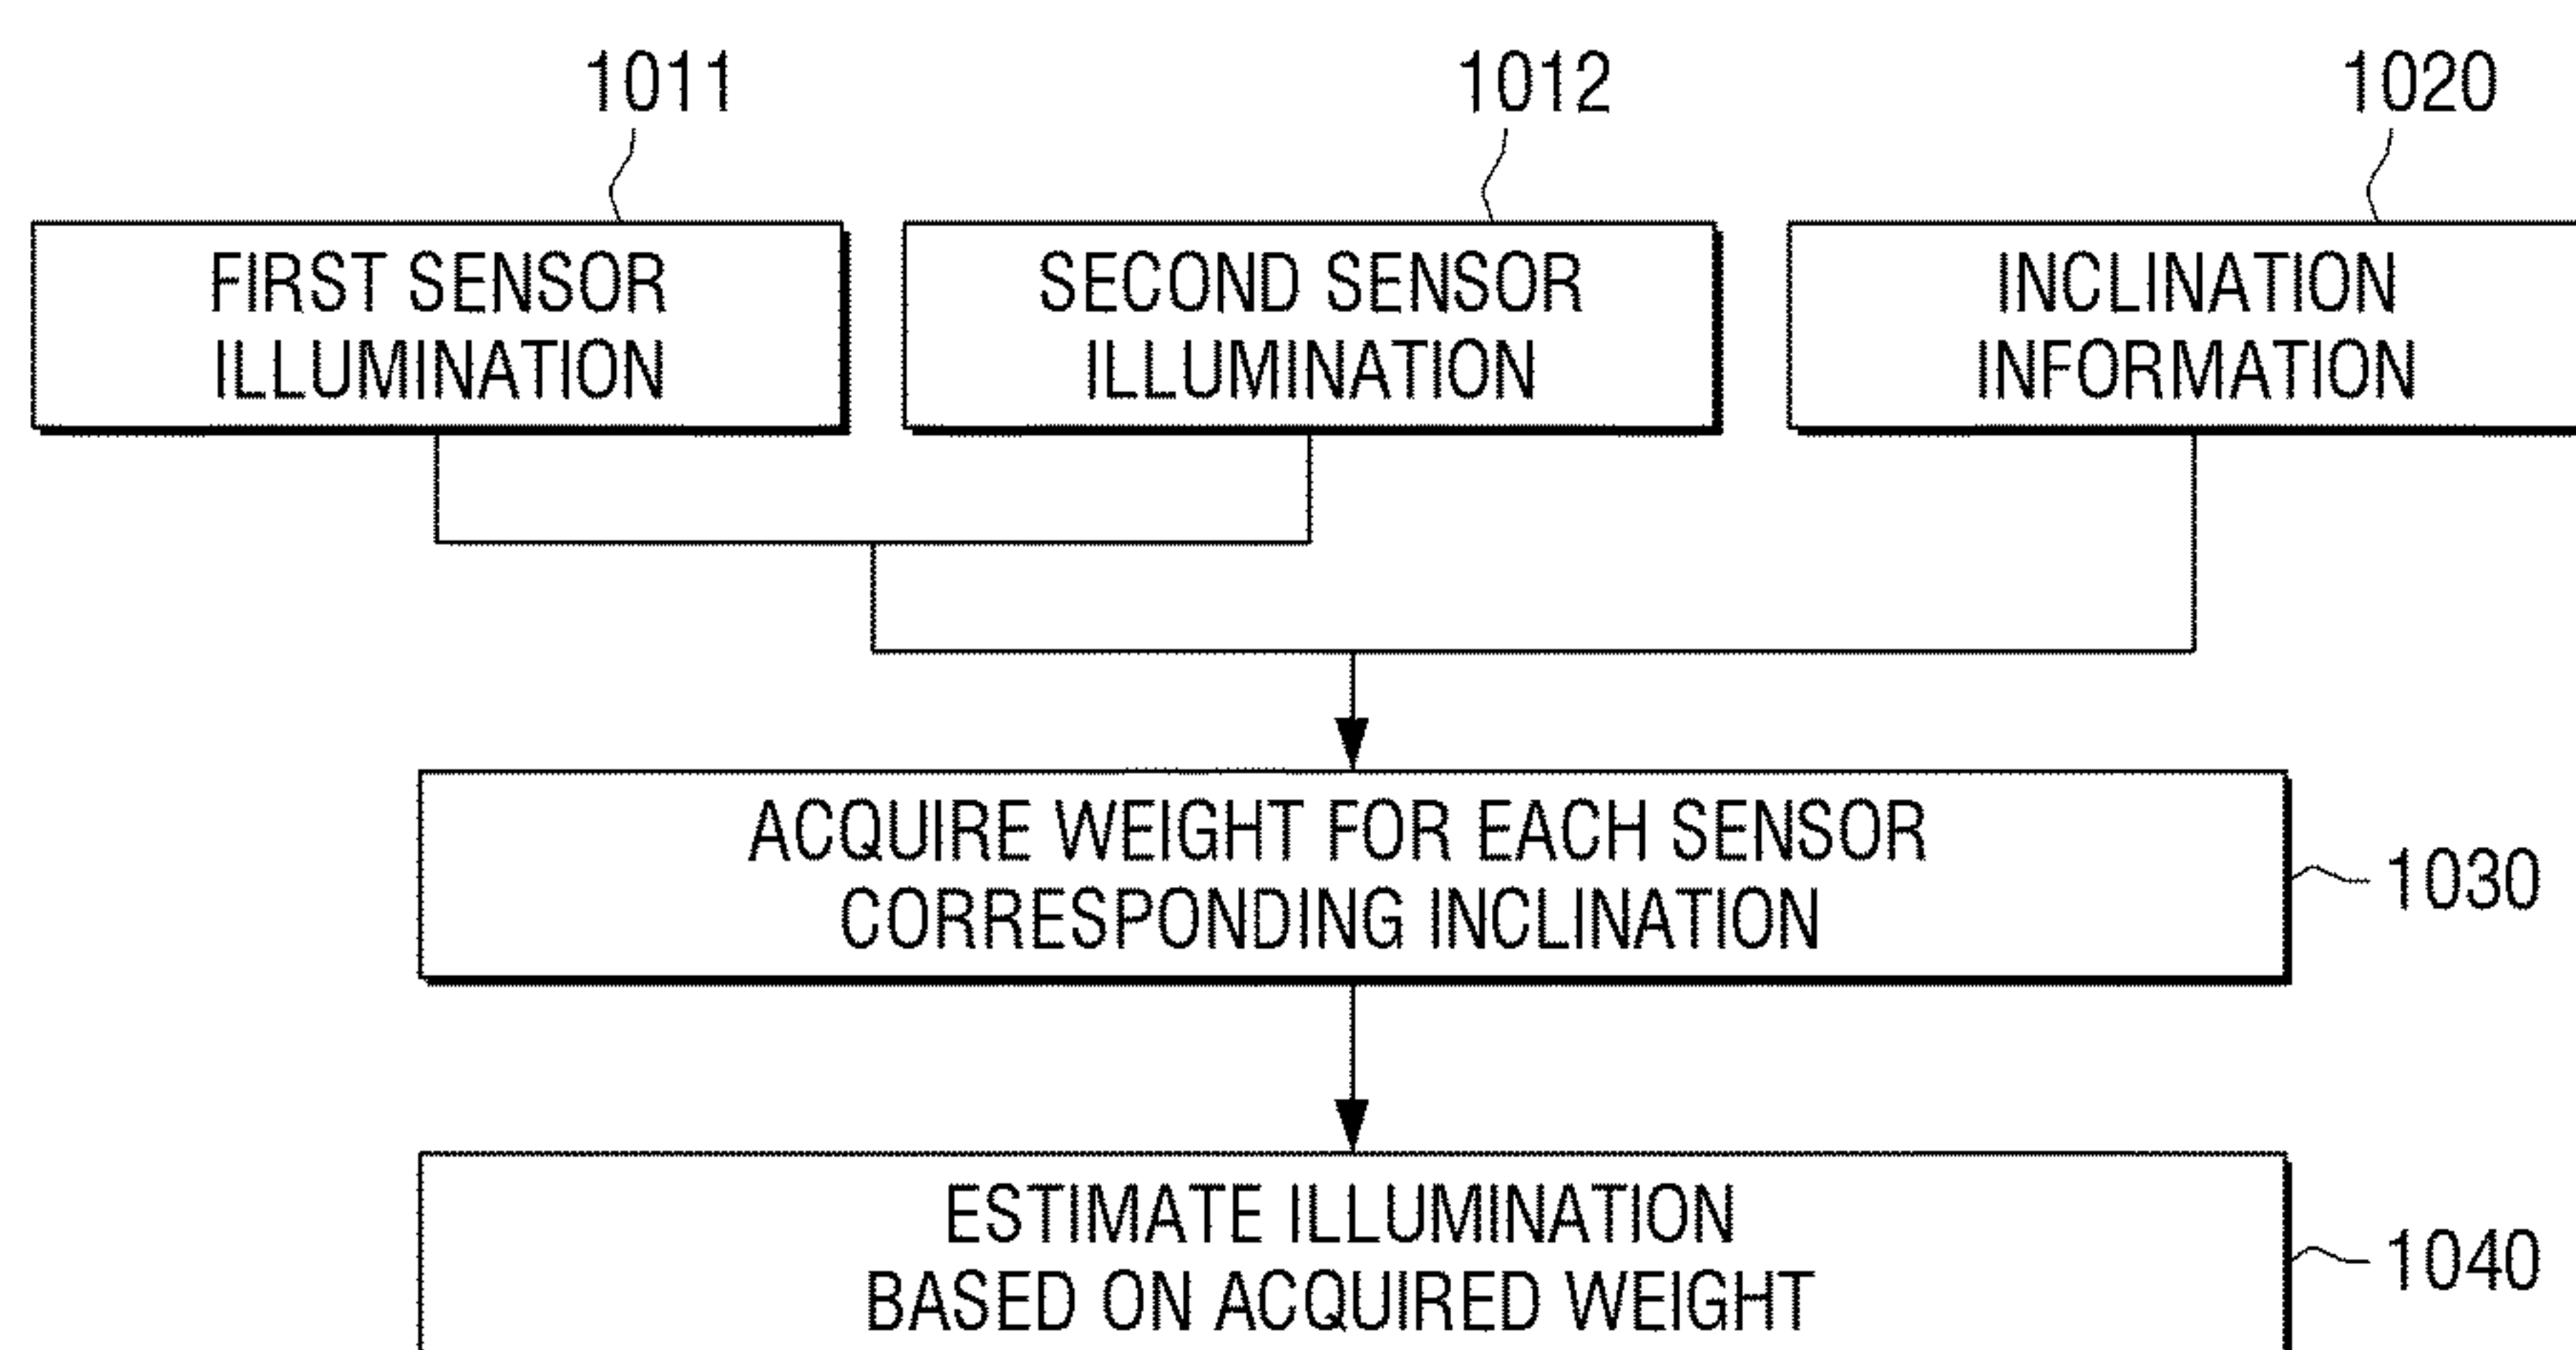 1011
1012
1020
FIRST SENSOR
ILLUMINATION
SECOND SENSOR
ILLUMINATION
INCLINATION
INFORMATION
ACQUIRE WEIGHT FOR EACH SENSOR
CORRESPONDING INCLINATION
1030
ESTIMATE ILLUMINATION
BASED ON ACQUIRED WEIGHT
1040